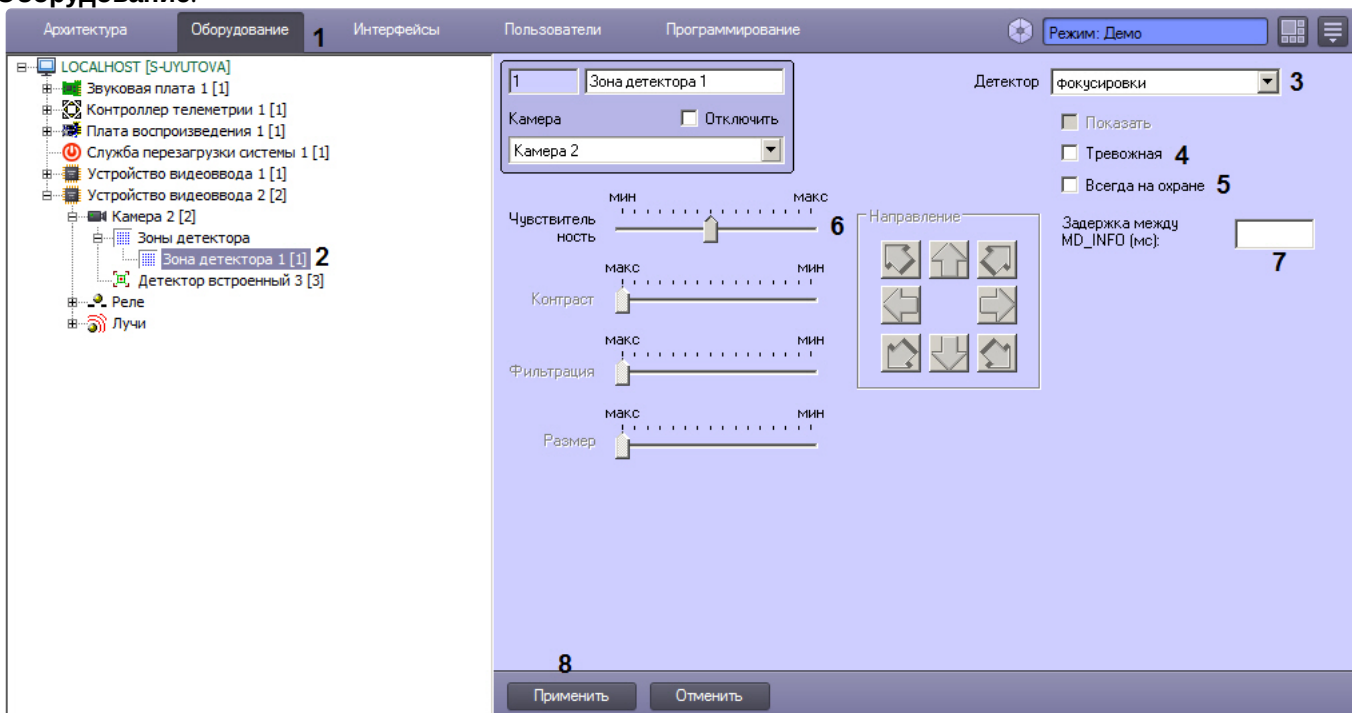 Оборудование.
Архитектура Оборудование 1 Интерфейсы Пользователи Программирование Режим: Демо
LOCALHOST [S-UYUTOVA]
Звуковая плата 1 [1]
Контроллер телеметрии 1 [1]
Плата воспроизведения 1 [1]
Служба перезагрузки системы 1 [1]
Устройство видеоввода 1 [1]
Устройство видеоввода 2 [2]
Камера 2 [2]
Зоны детектора
Зона детектора 1 [1] 2
Детектор встроенный 3 [3]
Реле
Лучи
1 Зона детектора 1
Камера Отключить
Камера 2
Детектор фокусировки 3
Показать
Тревожная 4
Всегда на охране 5
Задержка между
MD_INFO (мс):
7
мин макс
Чувствитель
ность
6
макс мин
Контраст
макс мин
Фильтрация
макс мин
Размер
Направление
8
Применить Отменить